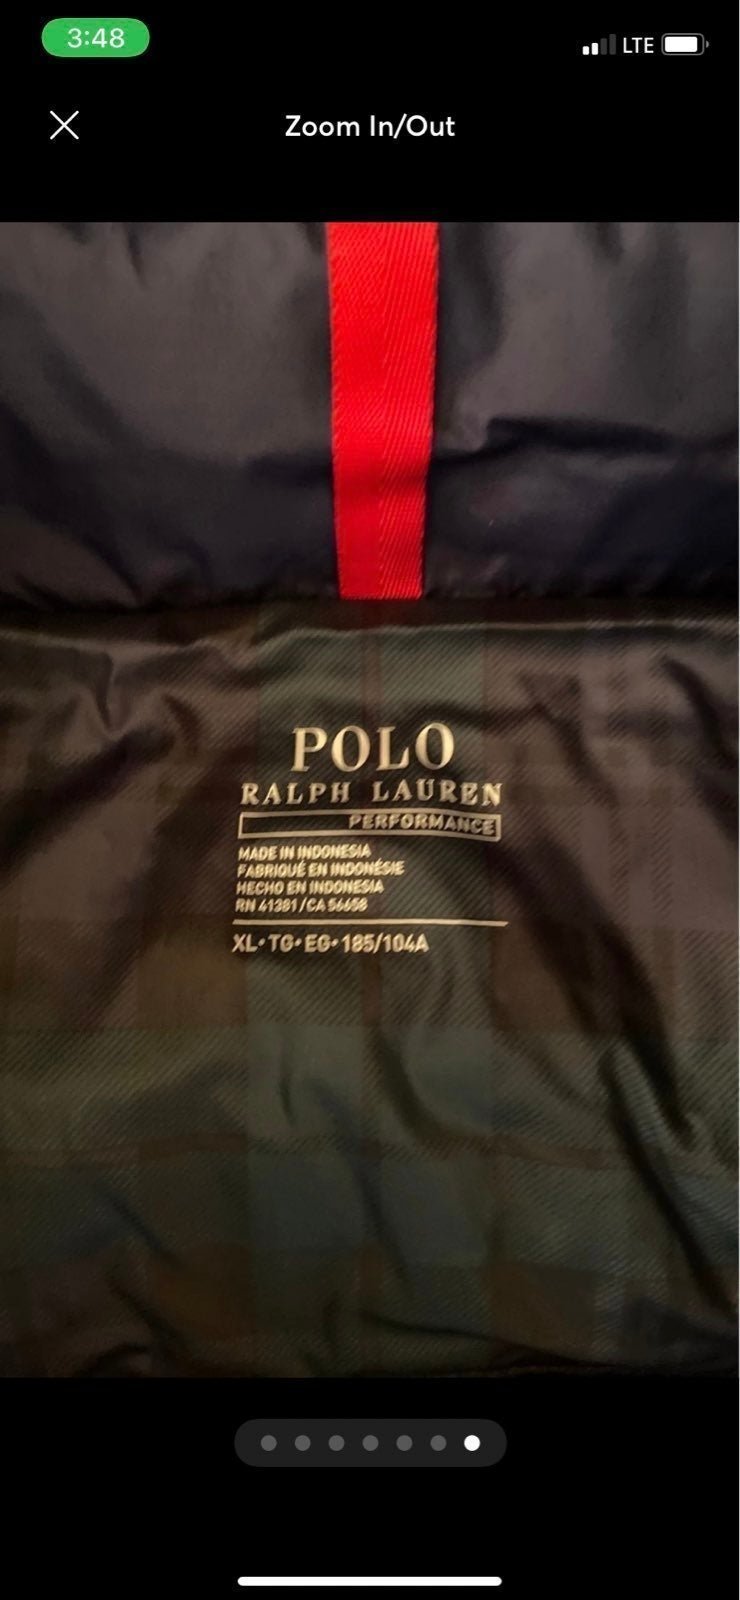 3:48
LTE
Zoom In/Out
POLO
RALPH LAUREN
PERFORMANCE
MADE IN INDONESIA
FABRIQUÉ EN INDONÉSIE
HECHO EN INDONESIA
RN 41381/CA 56658
XL•TG•EG•185/104A